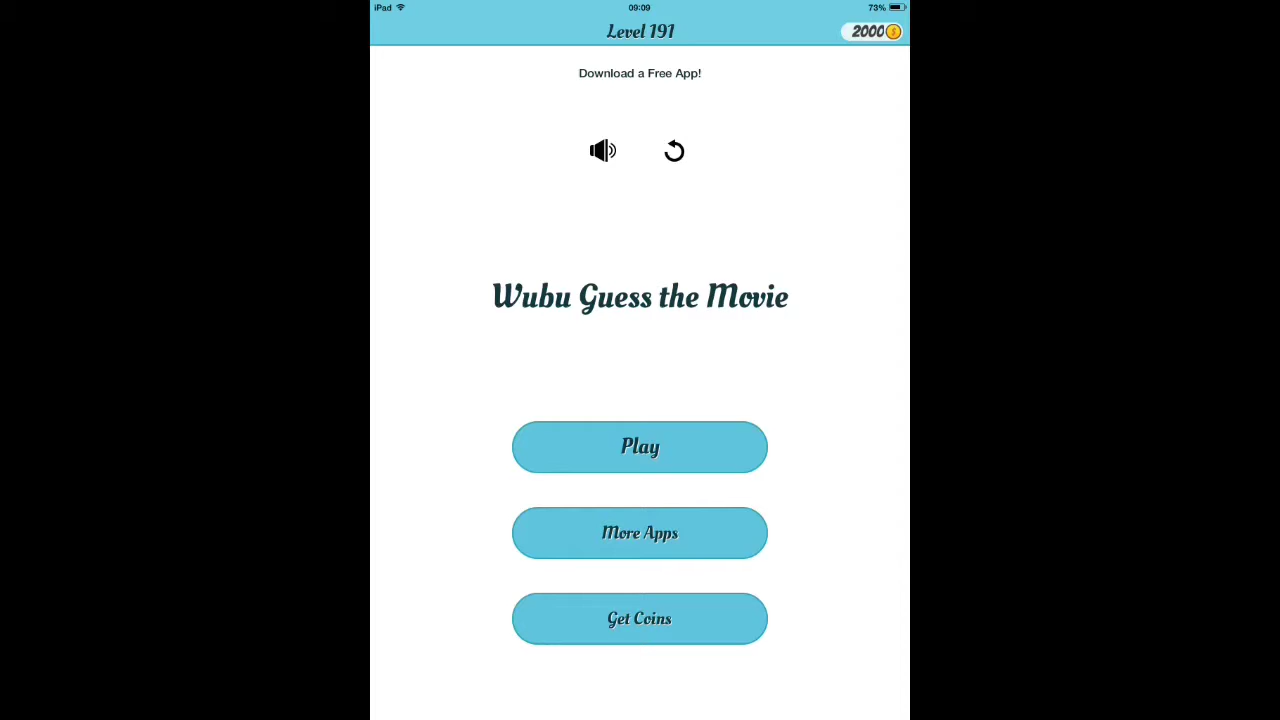 iPad 09:09 73%
Level 191 2000
Download a Free App!
Wubu Guess the Movie
Play
More Apps
Get Coins